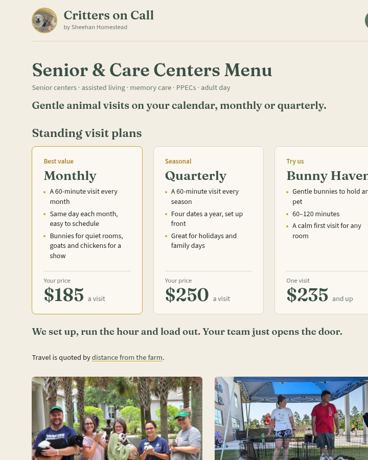 Critters on Call
by Sheehan Homestead
Senior & Care Centers Menu
Senior centers · assisted living · memory care · PPECs · adult day
Gentle animal visits on your calendar, monthly or quarterly.
Standing visit plans
Best value
Monthly
A 60-minute visit every
month
Same day each month,
easy to schedule
Bunnies for quiet rooms,
goats and chickens for a
show
Your price
$185 a visit
Seasonal
Quarterly
A 60-minute visit every
season
Four dates a year, set up
front
Great for holidays and
family days
Your price
$250 a visit
Try us
Bunny Haven
Gentle bunnies to hold
pet
60–120 minutes
A calm first visit for any
room
One visit
$235 and up
We set up, run the hour and load out. Your team just opens the door.
Travel is quoted by distance from the farm.